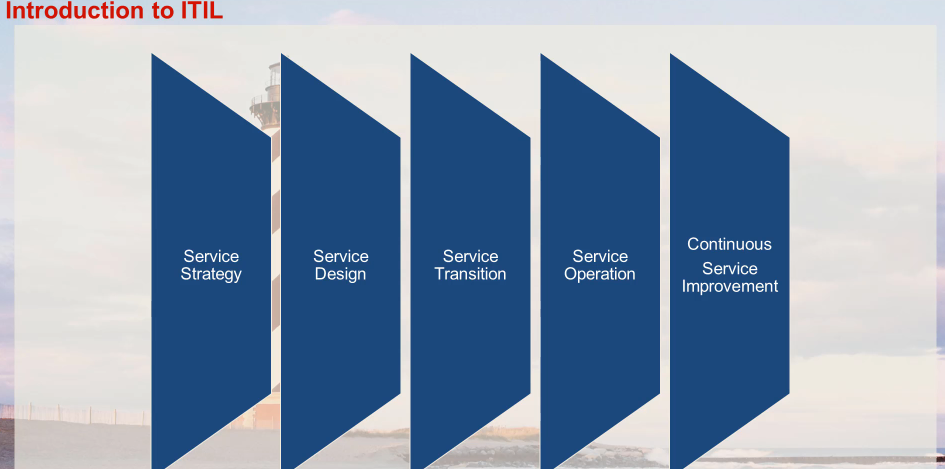 Introduction to ITIL
Service
Strategy
Service
Design
Service
Transition
Service
Operation
Continuous
Service
Improvement